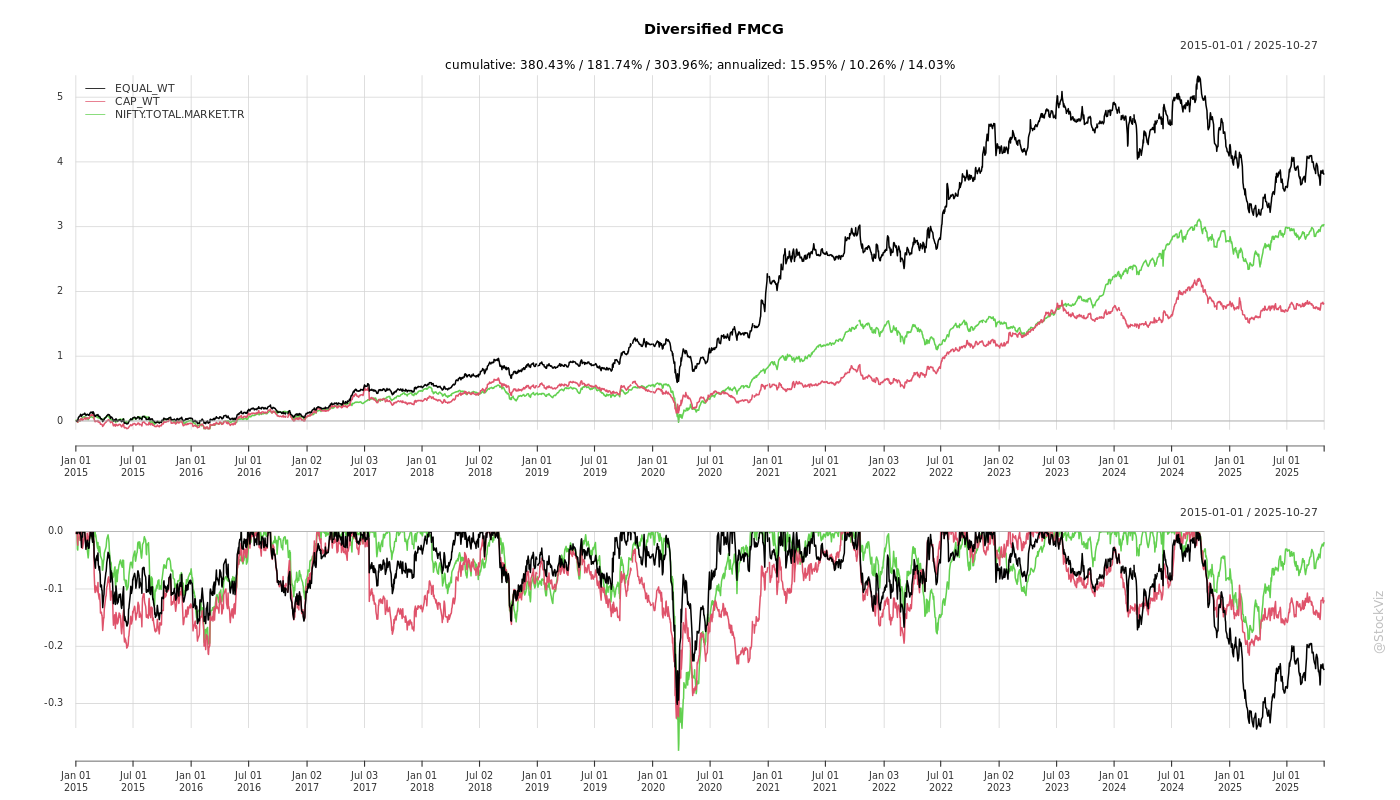 Diversified FMCG
2015-01-01 / 2025-10-27
cumulative: 380.43% / 181.74% / 303.96%; annualized: 15.95% / 10.26% / 14.03%
EQUAL_WT
CAP_WT
NIFTY.TOTAL.MARKET.TR
5
4
3
2
1
0
Jan 01 Jul 01 Jan 01 Jul 01 Jan 02 Jul 03 Jan 01 Jul 02 Jan 01 Jul 01 Jan 01 Jul 01 Jan 01 Jul 01 Jan 03 Jul 01 Jan 02 Jul 03 Jan 01 Jul 01 Jan 01 Jul 01
2015 2015 2016 2016 2017 2017 2018 2018 2019 2019 2020 2020 2021 2021 2022 2022 2023 2023 2024 2024 2025 2025
2015-01-01 / 2025-10-27
0.0
-0.1
-0.2
-0.3
Jan 01 Jul 01 Jan 01 Jul 01 Jan 02 Jul 03 Jan 01 Jul 02 Jan 01 Jul 01 Jan 01 Jul 01 Jan 01 Jul 01 Jan 03 Jul 01 Jan 02 Jul 03 Jan 01 Jul 01 Jan 01 Jul 01
2015 2015 2016 2016 2017 2017 2018 2018 2019 2019 2020 2020 2021 2021 2022 2022 2023 2023 2024 2024 2025 2025
@StockViz